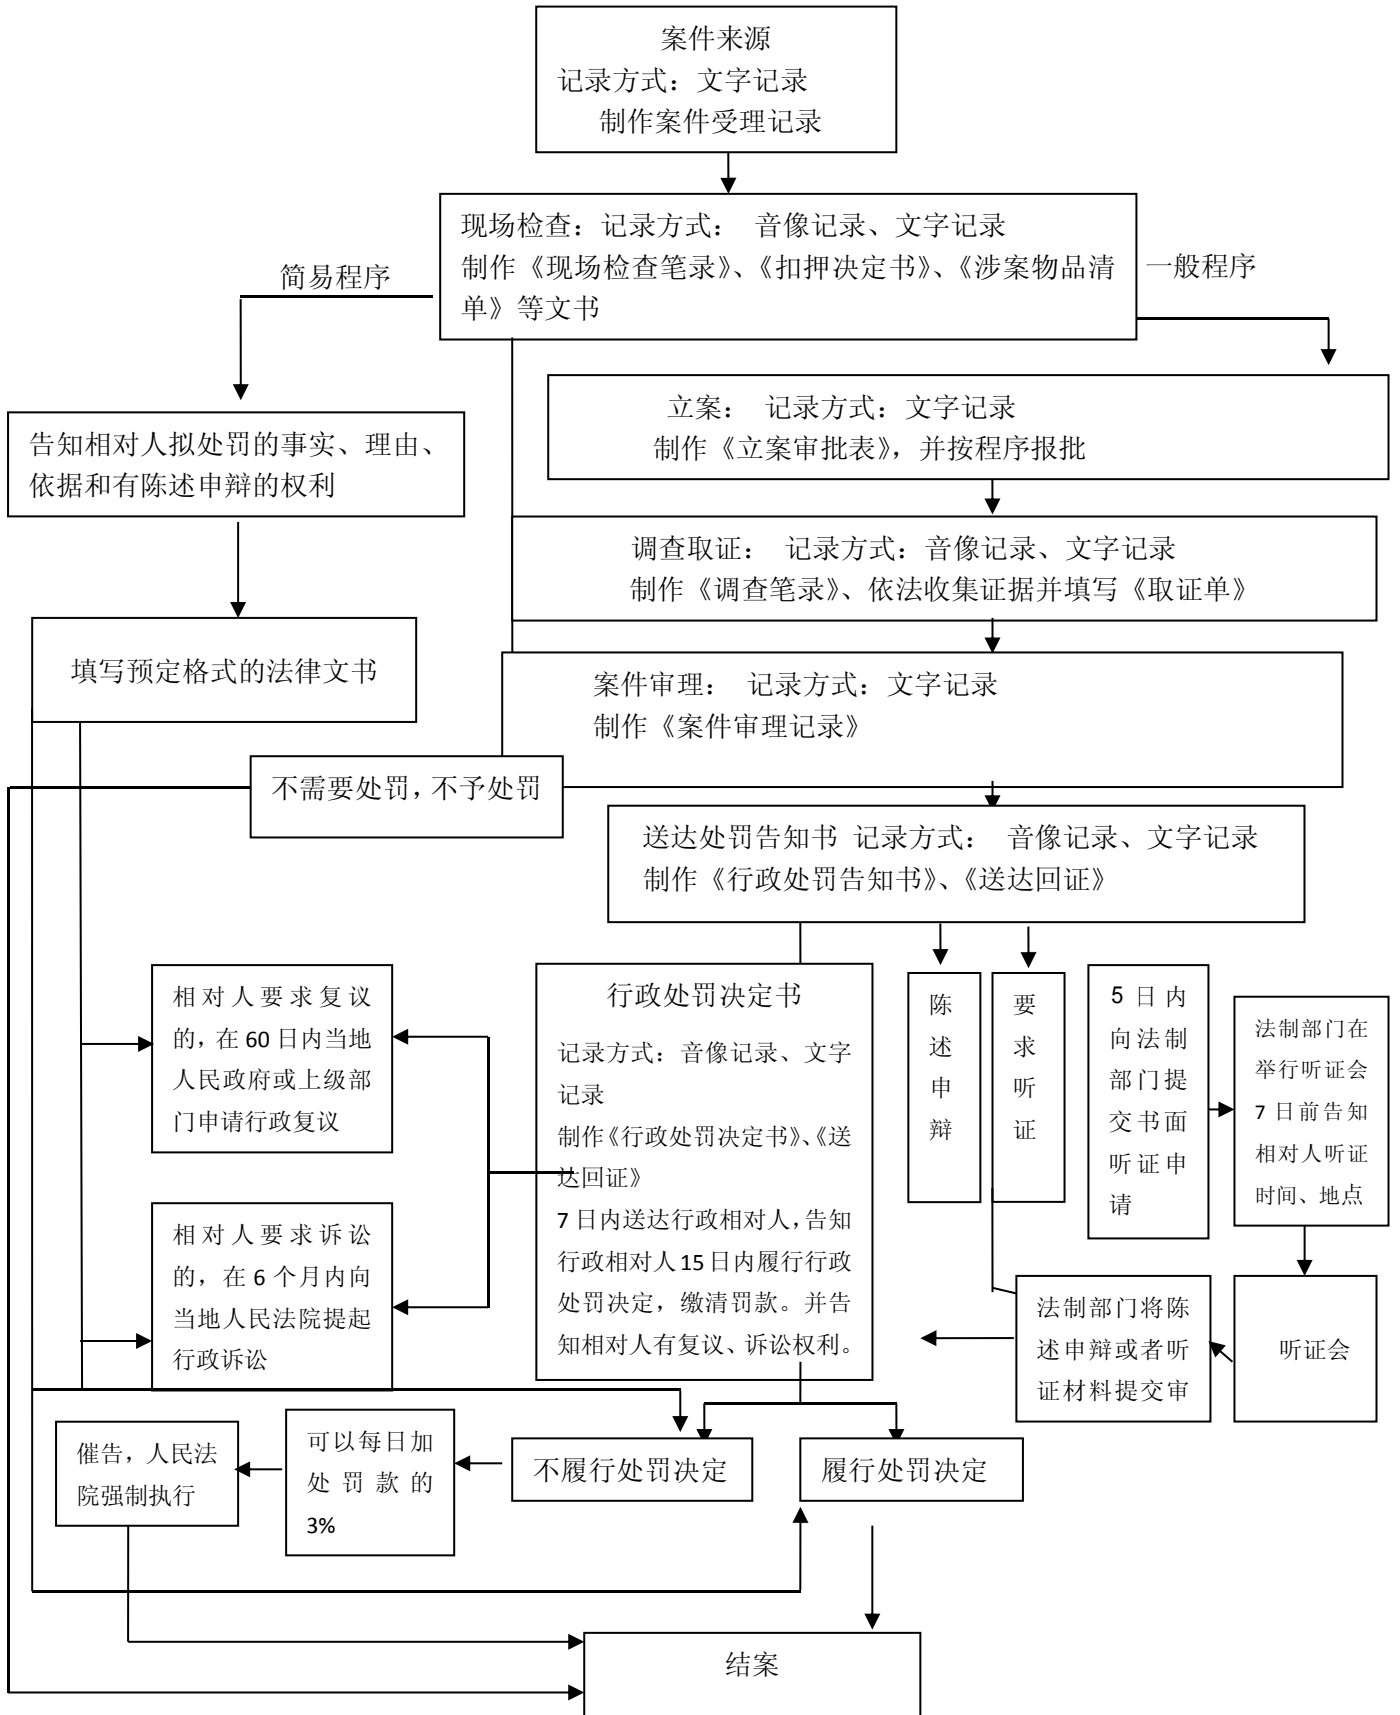 案件来源
记录方式：文字记录
制作案件受理记录
现场检查：记录方式： 音像记录、文字记录
制作《现场检查笔录》、《扣押决定书》、《涉案物品清
单》等文书
简易程序
一般程序
立案： 记录方式：文字记录
制作《立案审批表》，并按程序报批
告知相对人拟处罚的事实、理由、
依据和有陈述申辩的权利
调查取证： 记录方式：音像记录、文字记录
制作《调查笔录》、依法收集证据并填写《取证单》
填写预定格式的法律文书
案件审理： 记录方式：文字记录
制作《案件审理记录》
不需要处罚，不予处罚
送达处罚告知书 记录方式： 音像记录、文字记录
制作《行政处罚告知书》、《送达回证》
相对人要求复议
的，在 60 日内当地
人民政府或上级部
门申请行政复议
相对人要求诉讼
的，在 6 个月内向
当地人民法院提起
行政诉讼
行政处罚决定书
记录方式：音像记录、文字
记录
制作《行政处罚决定书》、《送
达回证》
7 日内送达行政相对人，告知
行政相对人 15 日内履行行政
处罚决定，缴清罚款。并告
知相对人有复议、诉讼权利。
陈
述
申
辩
要
求
听
证
5 日内
向法制
部门提
交书面
听证申
请
法制部门在
举行听证会
7 日前告知
相对人听证
时间、地点
法制部门将陈
述申辩或者听
证材料提交审
听证会
催告，人民法
院强制执行
可以每日加
处罚款的
3%
不履行处罚决定
履行处罚决定
结案